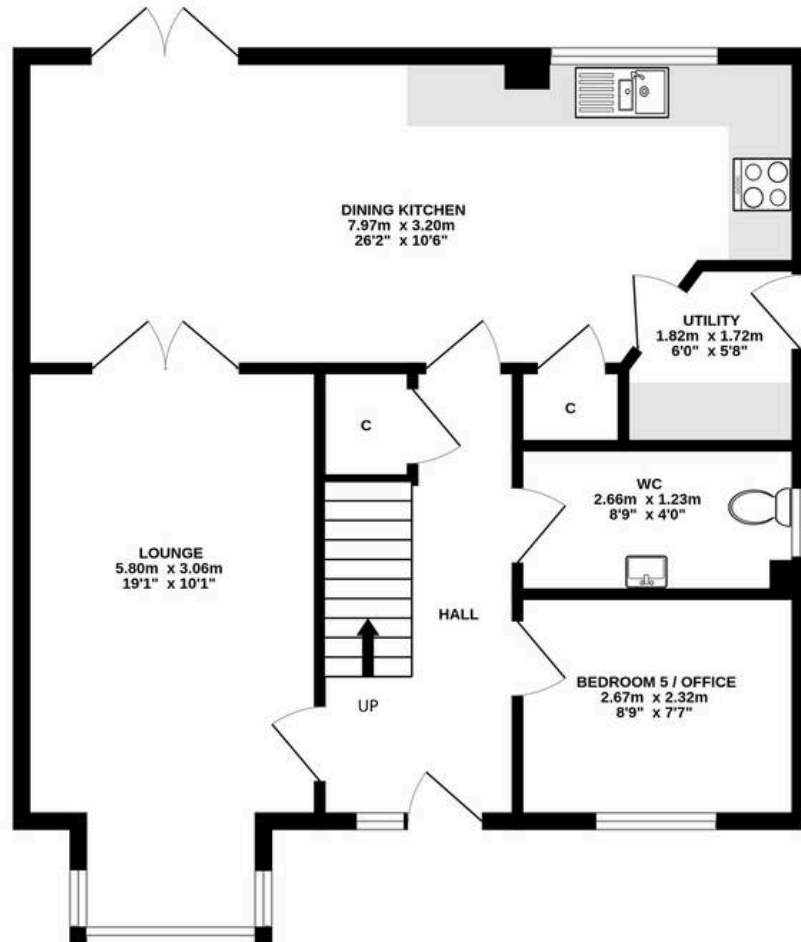 DINING KITCHEN
7.97m x 3.20m
26'2" x 10'6"
UTILITY
1.82m x 1.72m
6'0" x 5'8"
C
C
WC
2.66m x 1.23m
8'9" x 4'0"
LOUNGE
5.80m x 3.06m
19'1" x 10'1"
HALL
BEDROOM 5 / OFFICE
2.67m x 2.32m
8'9" x 7'7"
UP